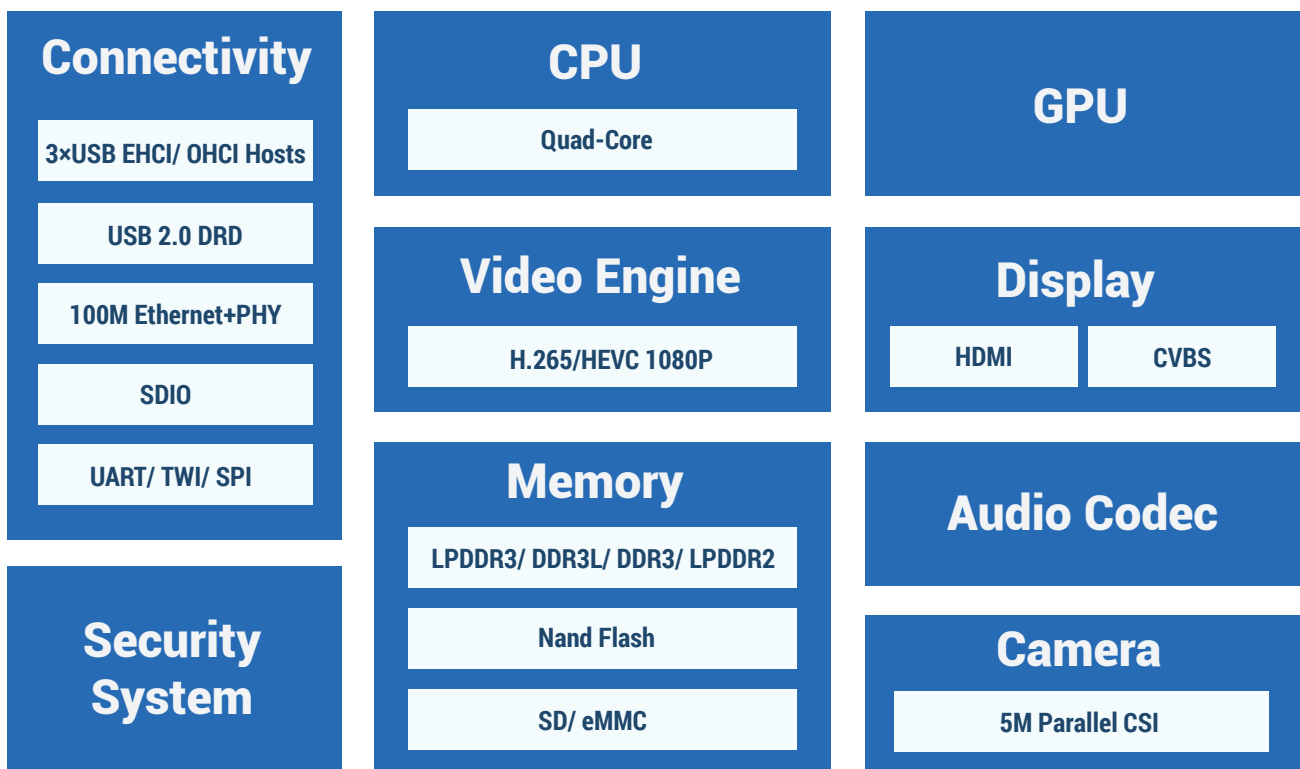 Connectivity
3×USB EHCI/ OHCI Hosts
USB 2.0 DRD
100M Ethernet+PHY
SDIO
UART/ TWI/ SPI
Security
System
CPU
Quad-Core
Video Engine
H.265/HEVC 1080P
Memory
LPDDR3/ DDR3L/ DDR3/ LPDDR2
Nand Flash
SD/ eMMC
GPU
Display
HDMI
CVBS
Audio Codec
Camera
5M Parallel CSI